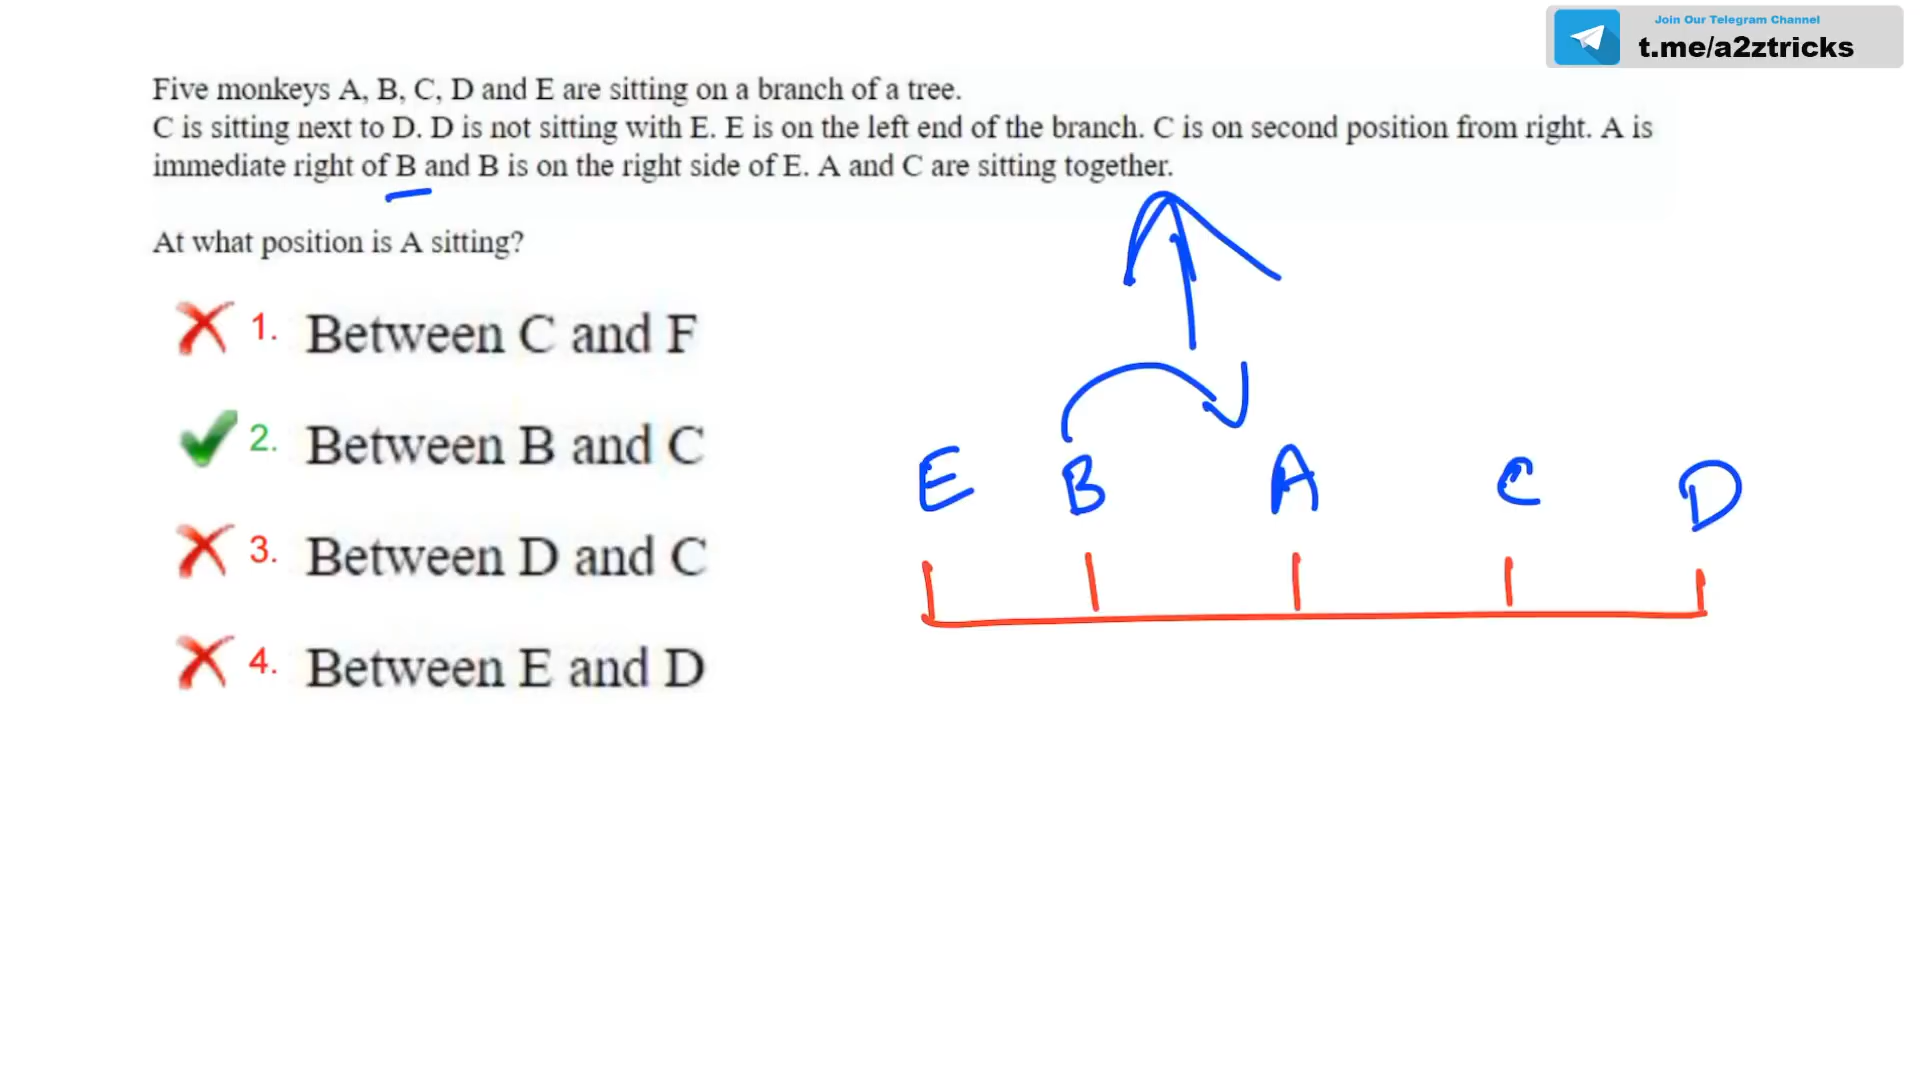 Join Our Telegram Channel
t.me/a2ztricks
Five monkeys A, B, C, D and E are sitting on a branch of a tree.
C is sitting next to D. D is not sitting with E. E is on the left end of the branch. C is on second position from right. A is
immediate right of B and B is on the right side of E. A and C are sitting together.
At what position is A sitting?
1. Between C and F
2. Between B and C
3. Between D and C
4. Between E and D
E B A C D